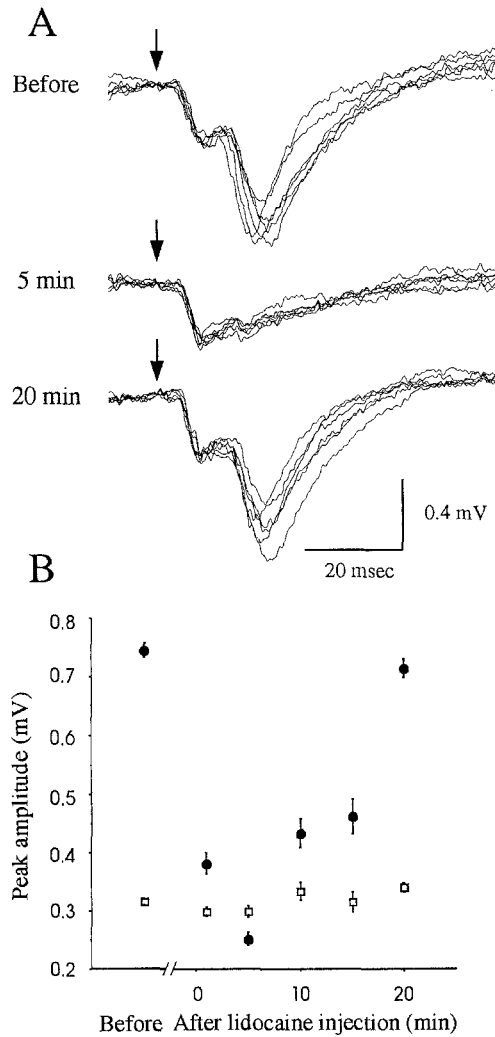 A
Before
5 min
20 min
0.4 mV
20 msec
B
Peak amplitude (mV)
0.8
0.7
0.6
0.5
0.4
0.3
0.2
0 10 20
Before After lidocaine injection (min)